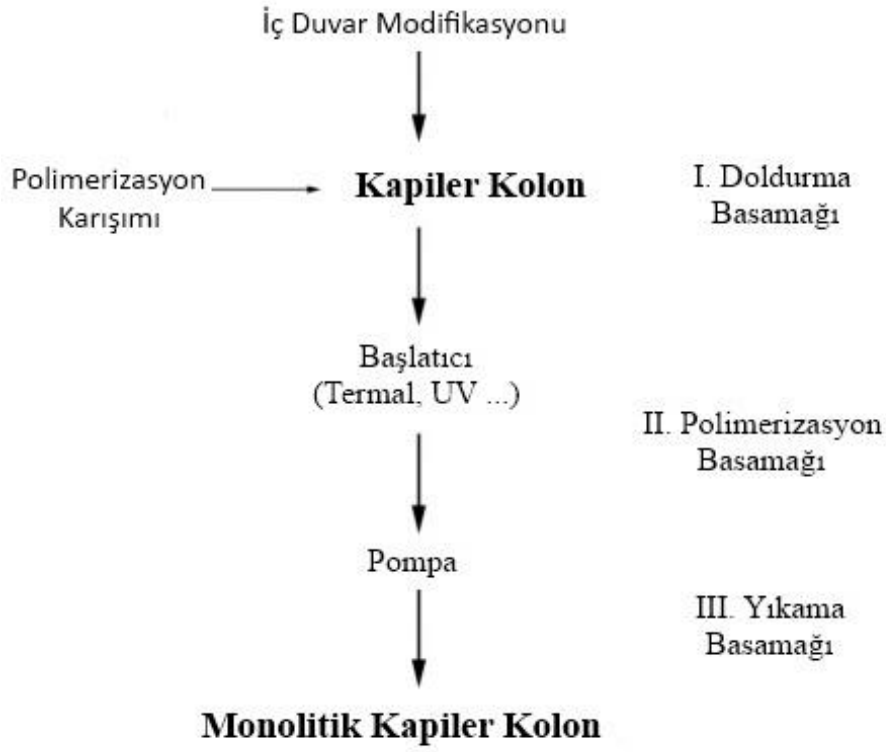 İç Duvar Modifikasyonu
Polimerizasyon
Karışımı
Kapiler Kolon
I. Doldurma
Basamağı
Başlatıcı
(Termal, UV ...)
II. Polimerizasyon
Basamağı
Pompa
III. Yıkama
Basamağı
Monolitik Kapiler Kolon